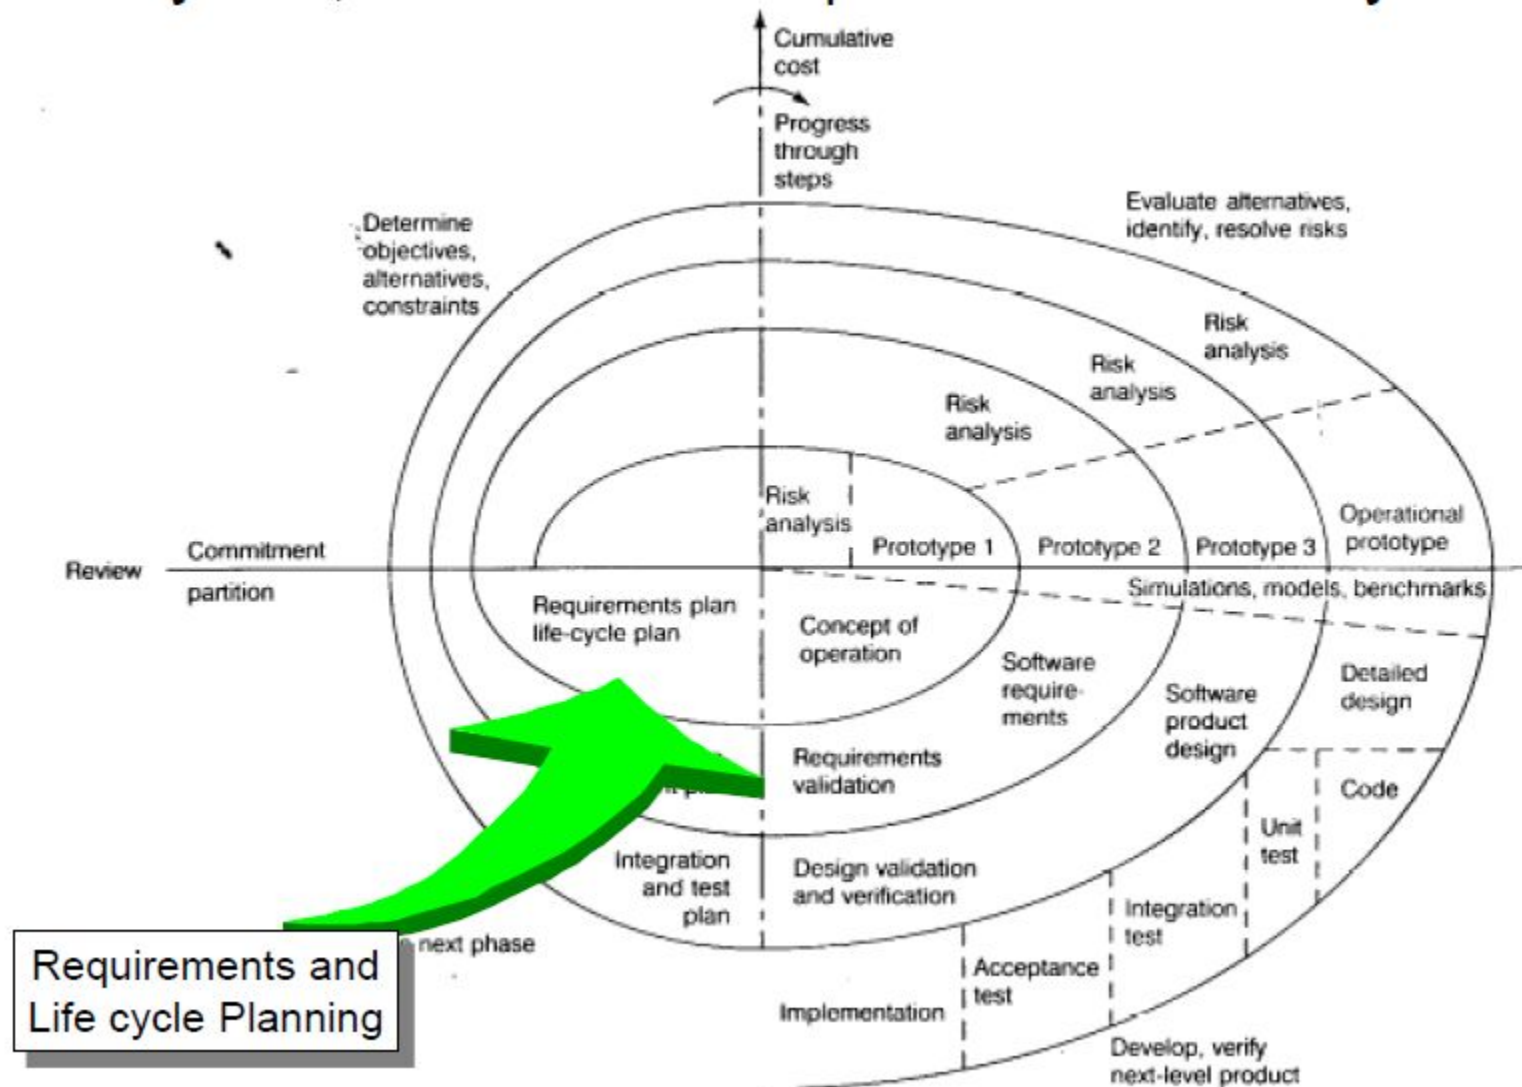 Cumulative
cost
Progress
through
steps
Evaluate alternatives,
identify, resolve risks
Determine
objectives,
alternatives,
constraints
Risk
analysis
Risk
analysis
Risk
analysis
Risk
analysis
Operational
prototype
Prototype 1
Prototype 2
Prototype 3
Review
Commitment
partition
Simulations, models, benchmarks
Requirements plan
life-cycle plan
Concept of
operation
Software
require-
ments
Software
product
design
Detailed
design
Requirements
validation
Code
Unit
test
Integration
and test
plan
Design validation
and verification
Integration
test
next phase
Requirements and
Life cycle Planning
Acceptance
test
Implementation
Develop, verify
next-level product